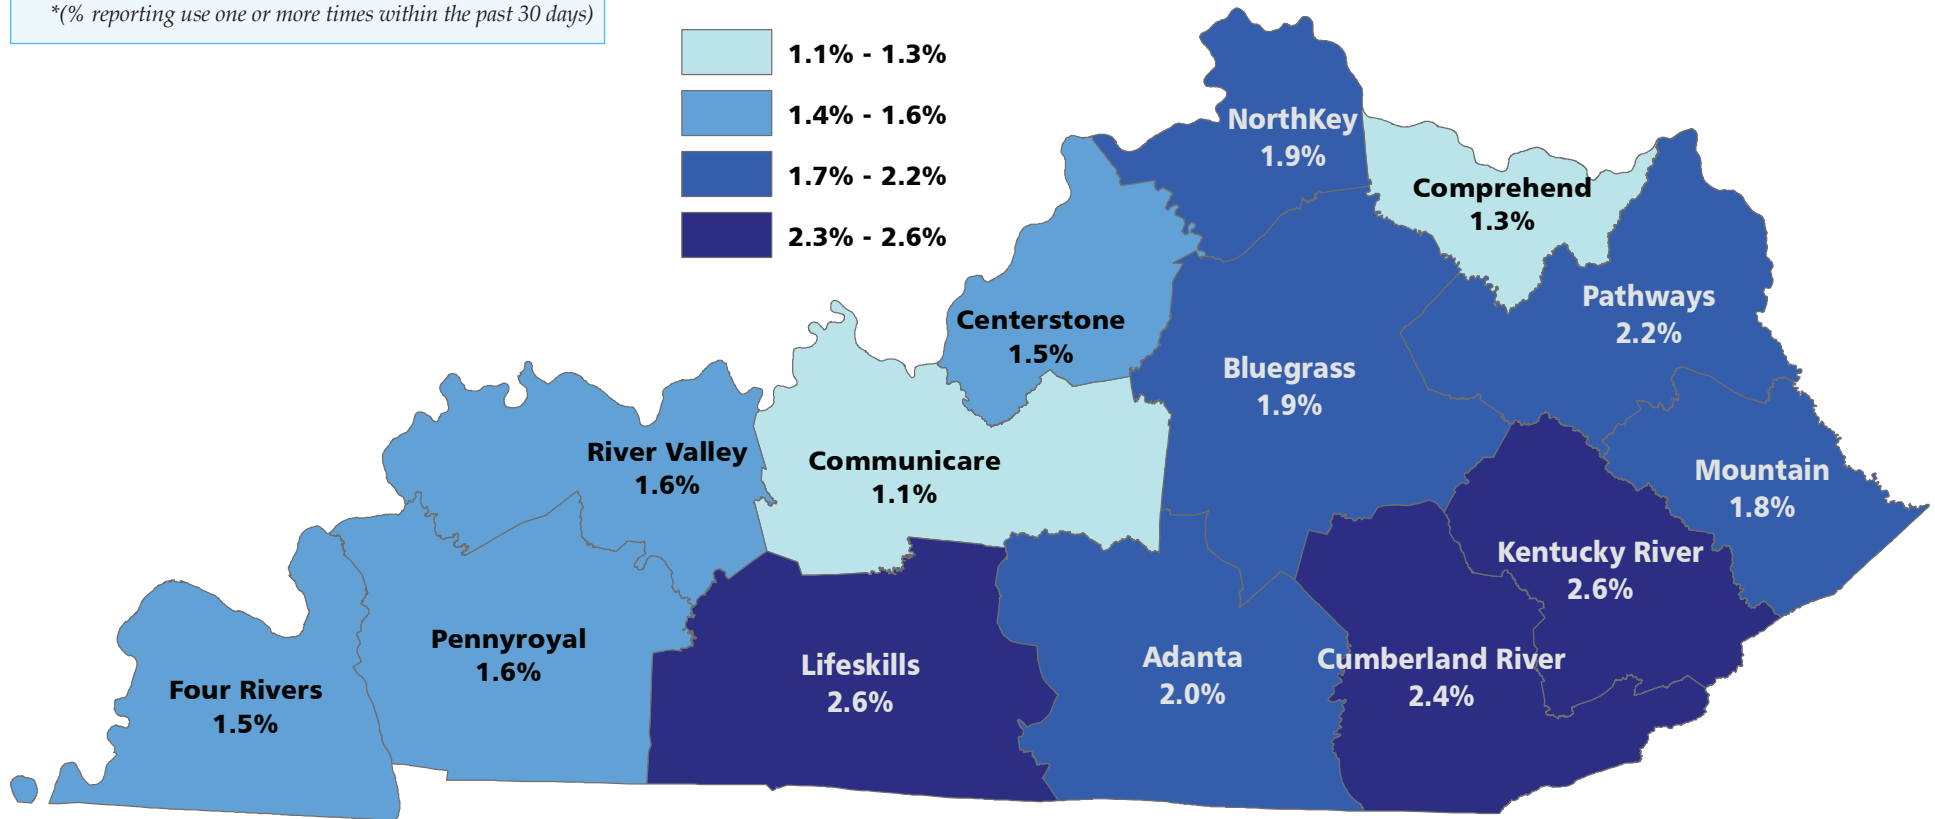 *(% reporting use one or more times within the past 30 days)
1.1% - 1.3%
1.4% - 1.6%
1.7% - 2.2%
2.3% - 2.6%
NorthKey
1.9%
Comprehend
1.3%
Pathways
2.2%
Centerstone
1.5%
Bluegrass
1.9%
River Valley
1.6%
Communicare
1.1%
Mountain
1.8%
Kentucky River
2.6%
Pennyroyal
1.6%
Lifeskills
2.6%
Adanta
2.0%
Cumberland River
2.4%
Four Rivers
1.5%